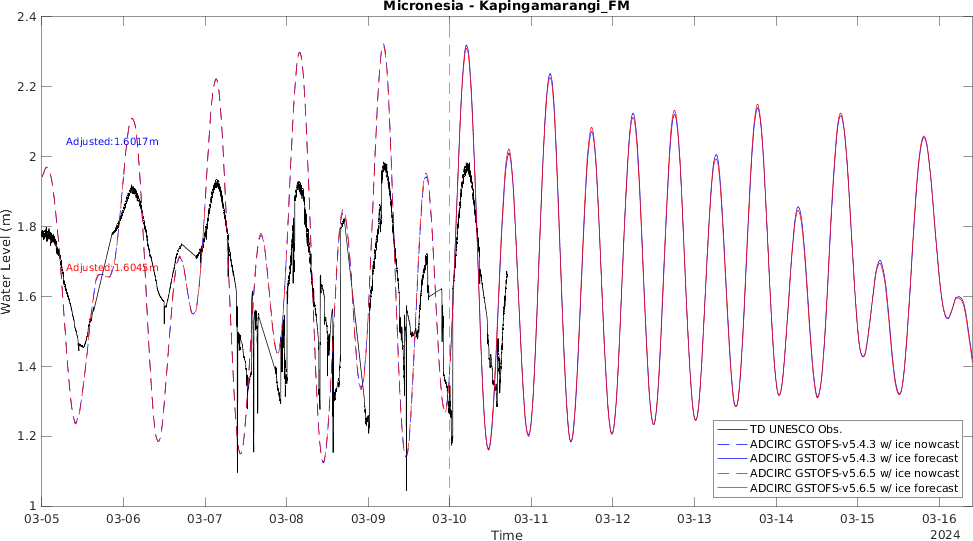 Micronesia - Kapingamarangi_FM
2.4
2.2
2
1.8
1.6
1.4
1.2
1
Water Level (m)
Adjusted:1.6017m
Adjusted:1.6045m
TD UNESCO Obs.
ADCIRC GSTOFS-v5.4.3 w/ ice nowcast
ADCIRC GSTOFS-v5.4.3 w/ ice forecast
ADCIRC GSTOFS-v5.6.5 w/ ice nowcast
ADCIRC GSTOFS-v5.6.5 w/ ice forecast
03-05 03-06 03-07 03-08 03-09 03-10 03-11 03-12 03-13 03-14 03-15 03-16
Time
2024